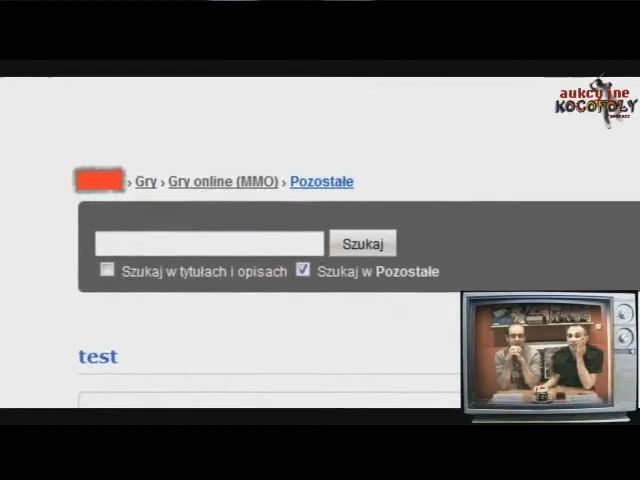 aukcyjne
KOCOPOŁY
› Gry › Gry online (MMO) › Pozostałe
Szukaj
Szukaj w tytułach i opisach Szukaj w Pozostałe
test